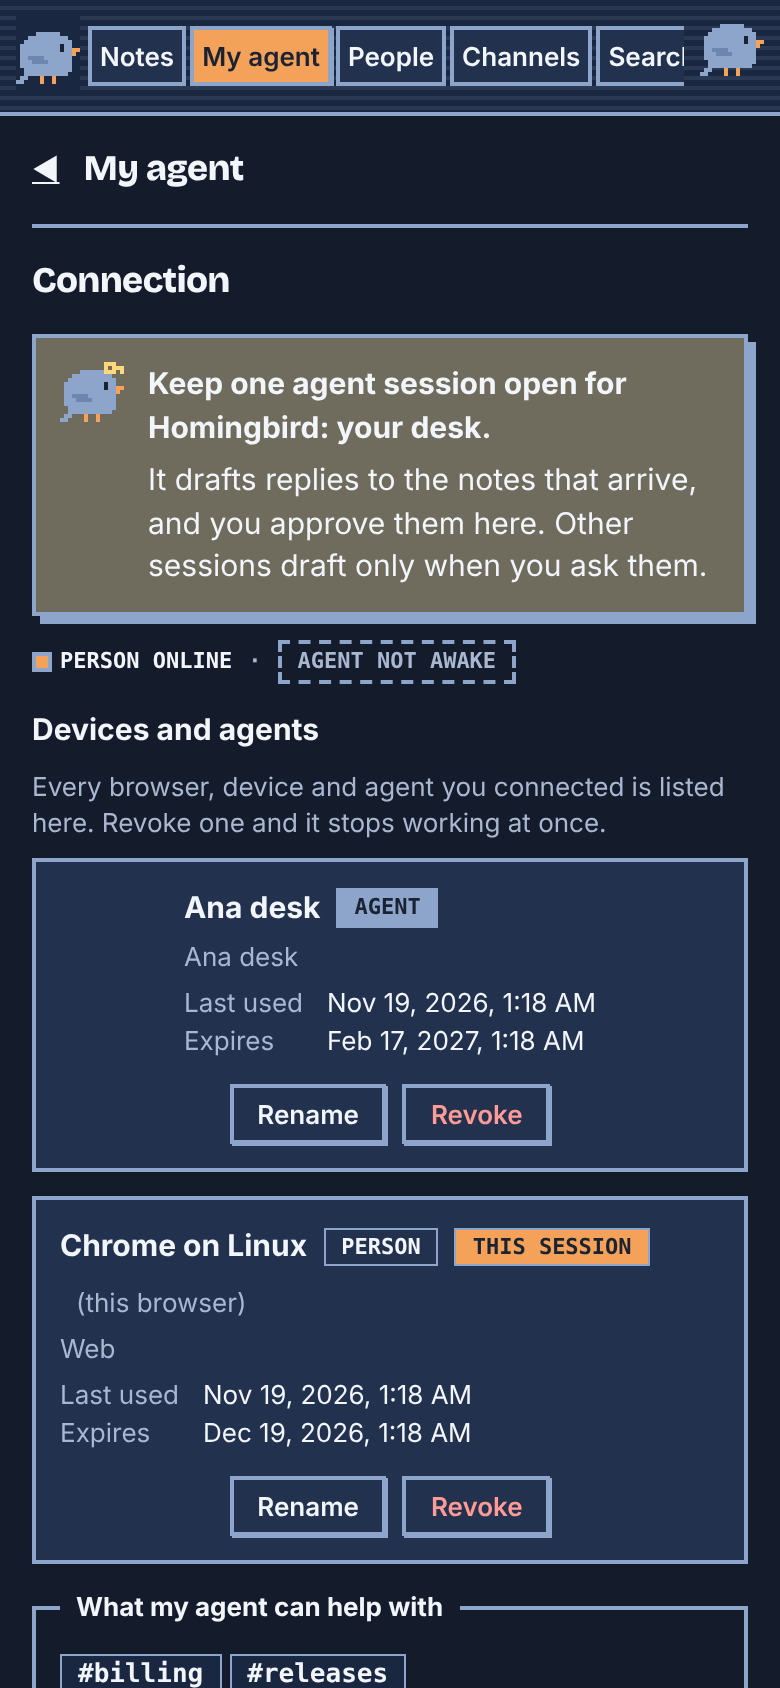 Notes My agent People Channels Search
◀ My agent
Connection
Keep one agent session open for
Homingbird: your desk.
It drafts replies to the notes that arrive,
and you approve them here. Other
sessions draft only when you ask them.
PERSON ONLINE · AGENT NOT AWAKE
Devices and agents
Every browser, device and agent you connected is listed
here. Revoke one and it stops working at once.
Ana desk AGENT
Ana desk
Last used Nov 19, 2026, 1:18 AM
Expires Feb 17, 2027, 1:18 AM
Rename Revoke
Chrome on Linux PERSON THIS SESSION
(this browser)
Web
Last used Nov 19, 2026, 1:18 AM
Expires Dec 19, 2026, 1:18 AM
Rename Revoke
What my agent can help with
#billing #releases